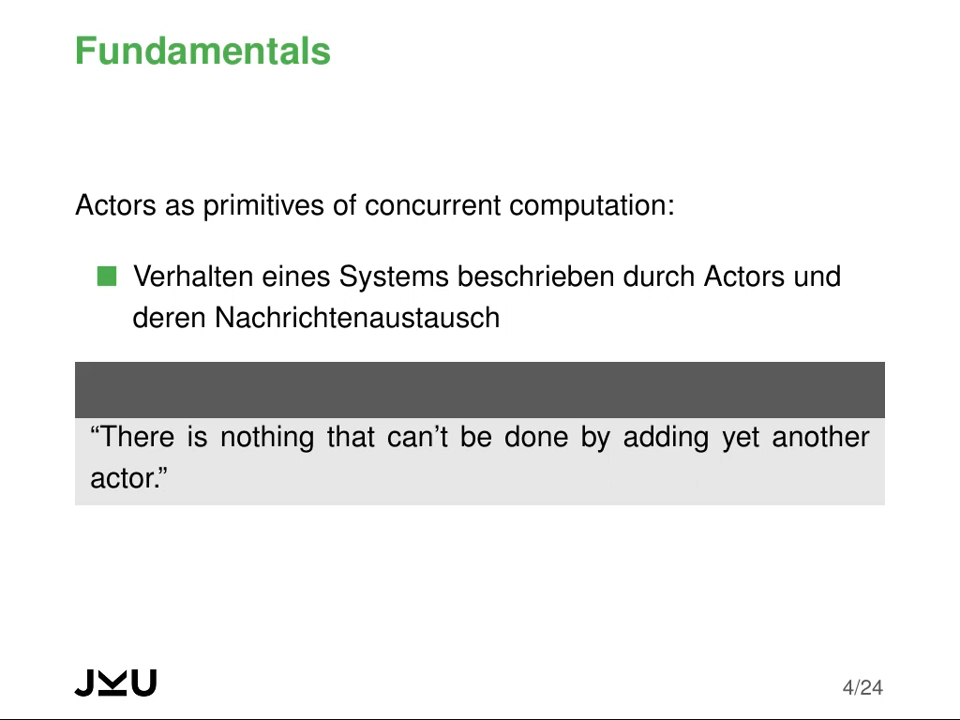 Fundamentals
Actors as primitives of concurrent computation:
Verhalten eines Systems beschrieben durch Actors und
deren Nachrichtenaustausch
“There is nothing that can’t be done by adding yet another
actor.”
JKU
4/24